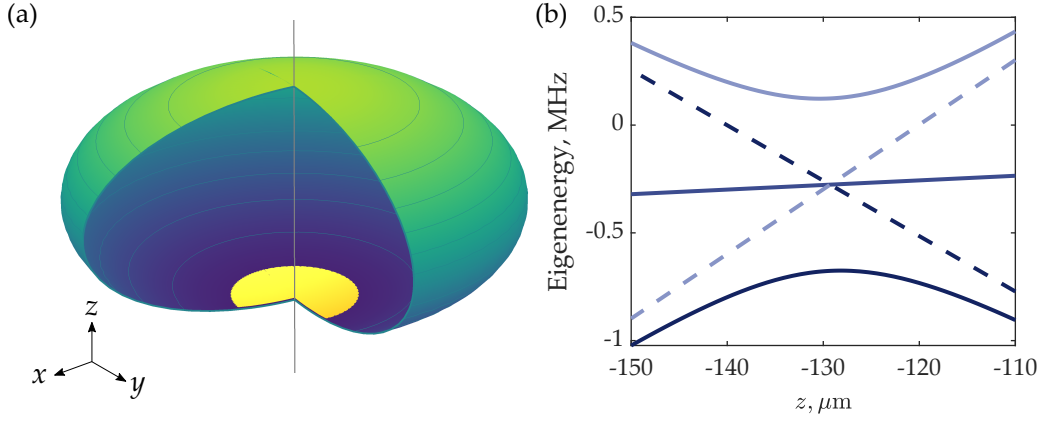 (a)
z
x
y
(b)
Eigenenergy, MHz
0.5
0
-0.5
-1
-150
-140
-130
-120
-110
z, μm